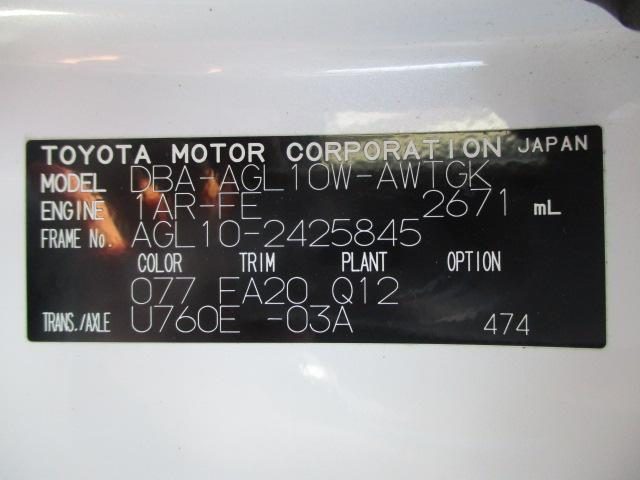 TOYOTA MOTOR CORPORATION JAPAN
MODEL DBA-AGL10W-AWTGK
ENGINE 1AR-FE 2671 mL
FRAME No. AGL10-2425845
COLOR TRIM PLANT OPTION
077 FA20 Q12
TRANS./AXLE U760E -03A 474